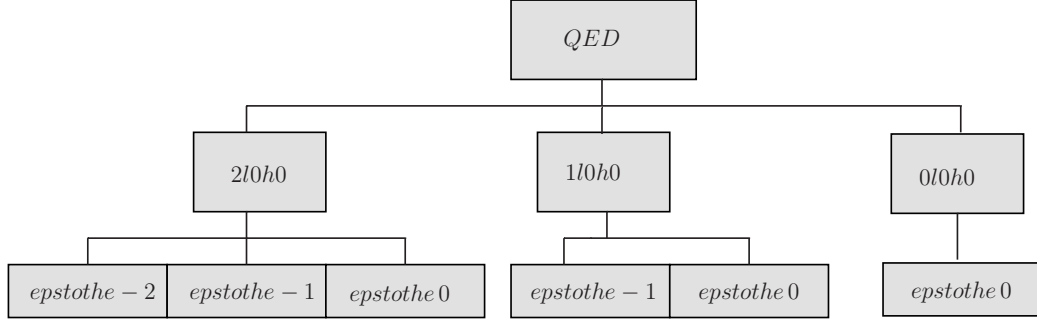 QED
2l0h0
1l0h0
0l0h0
epstothe − 2
epstothe − 1
epstothe 0
epstothe − 1
epstothe 0
epstothe 0